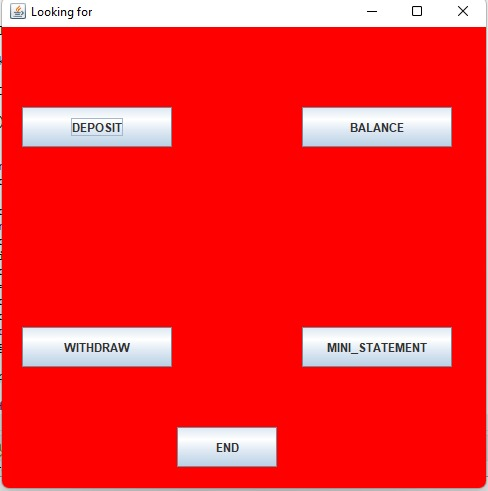 Looking for
DEPOSIT
BALANCE
WITHDRAW
MINI_STATEMENT
END